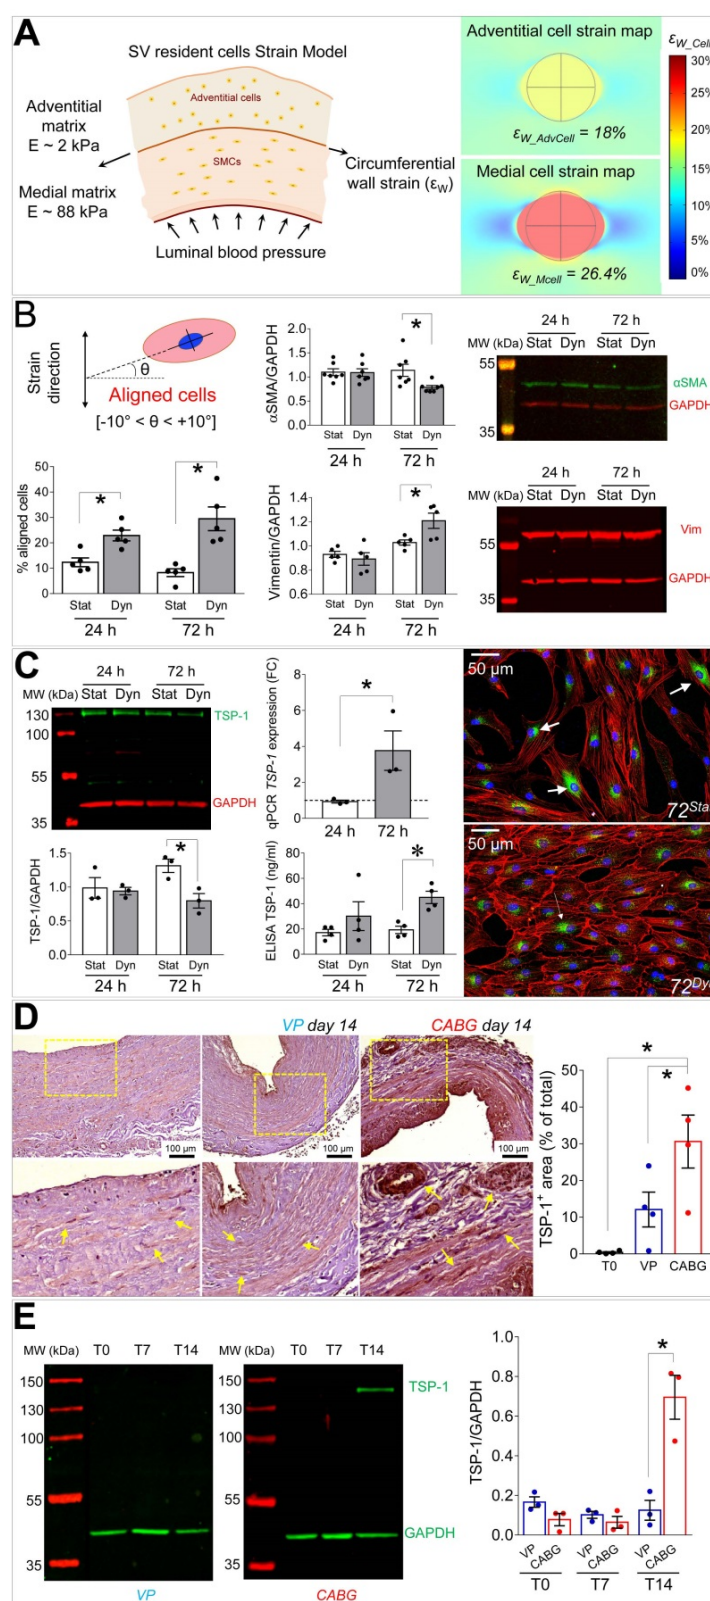 A
SV resident cells Strain Model
Adventitial cells
Adventitial
matrix
E ~ 2 kPa
SMCs
Medial matrix
E ~ 88 kPa
Circumferential
wall strain (εW)
Luminal blood pressure
Adventitial cell strain map
εW_AdvCell = 18%
Medial cell strain map
εW_Mcell = 26.4%
εW_Cell
30%
25%
20%
15%
10%
5%
0%
B
Strain
direction
θ
Aligned cells
[-10° < θ < +10°]
% aligned cells
50
40
30
20
10
0
* *
Stat Dyn Stat Dyn
24 h 72 h
αSMA/GAPDH
2.0
1.5
1.0
0.5
0.0
*
Stat Dyn Stat Dyn
24 h 72 h
Vimentin/GAPDH
1.4
1.2
1.0
0.8
0.6
*
Stat Dyn Stat Dyn
24 h 72 h
24 h 72 h
MW (kDa) Stat Dyn Stat Dyn
55
αSMA
GAPDH
35
24 h 72 h
MW (kDa) Stat Dyn Stat Dyn
Vim
55
GAPDH
35
C
24 h 72 h
MW (kDa) Stat Dyn Stat Dyn
130 TSP-1
100
55
GAPDH
35
TSP-1/GAPDH
1.5
1.0
0.5
0.0
*
Stat Dyn Stat Dyn
24 h 72 h
qPCR TSP-1 expression (FC)
8
6
4
2
0
*
24 h 72 h
ELISA TSP-1 (ng/ml)
100
80
60
40
20
0
*
Stat Dyn Stat Dyn
24 h 72 h
50 µm
72Sta
50 µm
72Dy
D
VP day 14
CABG day 14
100 µm
100 µm
100 µm
TSP-1+ area (% of total)
50
40
30
20
10
0
*
*
T0 VP CABG
E
MW (kDa) T0 T7 T14
150
130
100
55
35
VP
MW (kDa) T0 T7 T14
150 TSP-1
130
100
55
GAPDH
35
CABG
TSP-1/GAPDH
1.0
0.8
0.6
0.4
0.2
0.0
*
VP CABG VP CABG VP CABG
T0 T7 T14